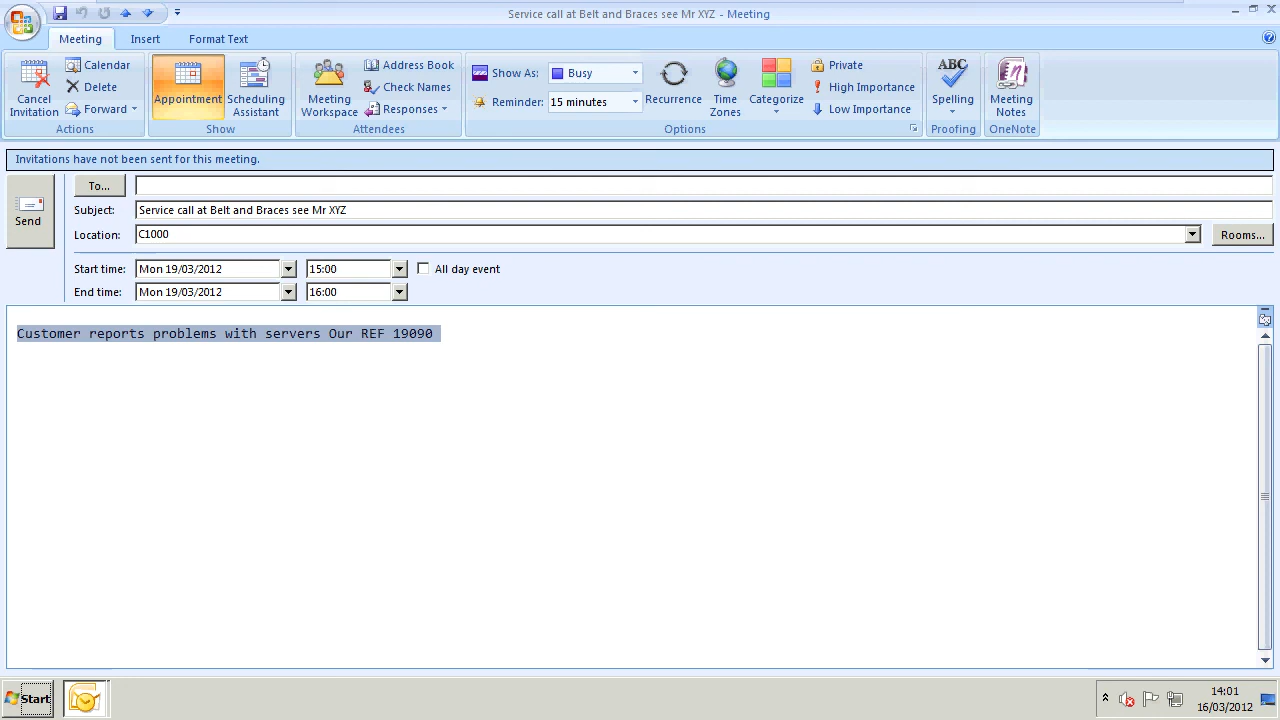 Service call at Belt and Braces see Mr XYZ - Meeting
Meeting Insert Format Text
Cancel Invitation
Calendar
Delete
Forward
Actions
Appointment
Scheduling Assistant
Show
Meeting Workspace
Address Book
Check Names
Responses
Attendees
Show As: Busy
Reminder: 15 minutes
Recurrence
Time Zones
Categorize
Private
High Importance
Low Importance
Options
ABC
Spelling
Proofing
Meeting Notes
OneNote
Invitations have not been sent for this meeting.
Send
To...
Subject: Service call at Belt and Braces see Mr XYZ
Location: C1000 Rooms...
Start time: Mon 19/03/2012 15:00 All day event
End time: Mon 19/03/2012 16:00
Customer reports problems with servers Our REF 19090
Start
14:01
16/03/2012